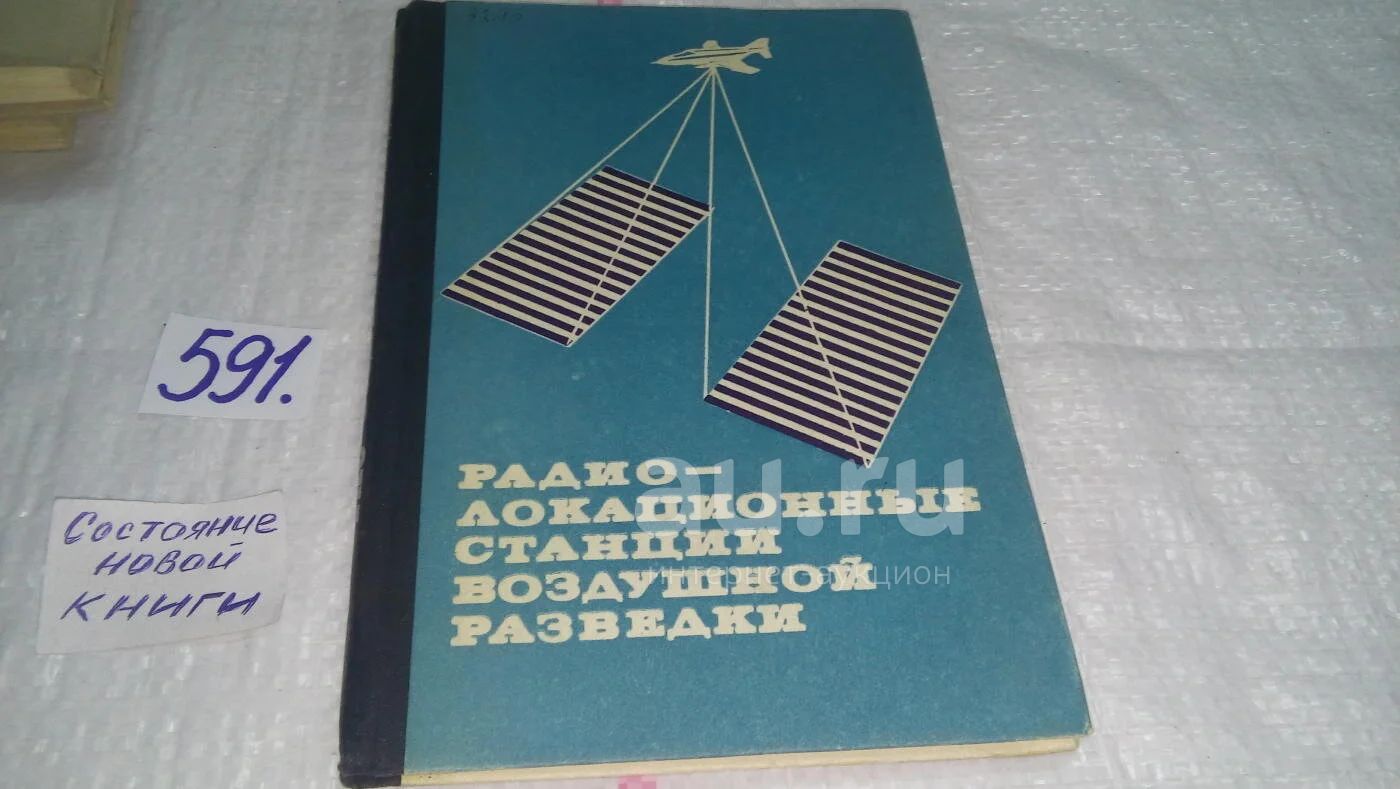 591.
Состояние
новой
книги
РАДИО-
ЛОКАЦИОННЫЕ
СТАНЦИИ
ВОЗДУШНОЙ
РАЗВЕДКИ
au.ru
интернет аукцион